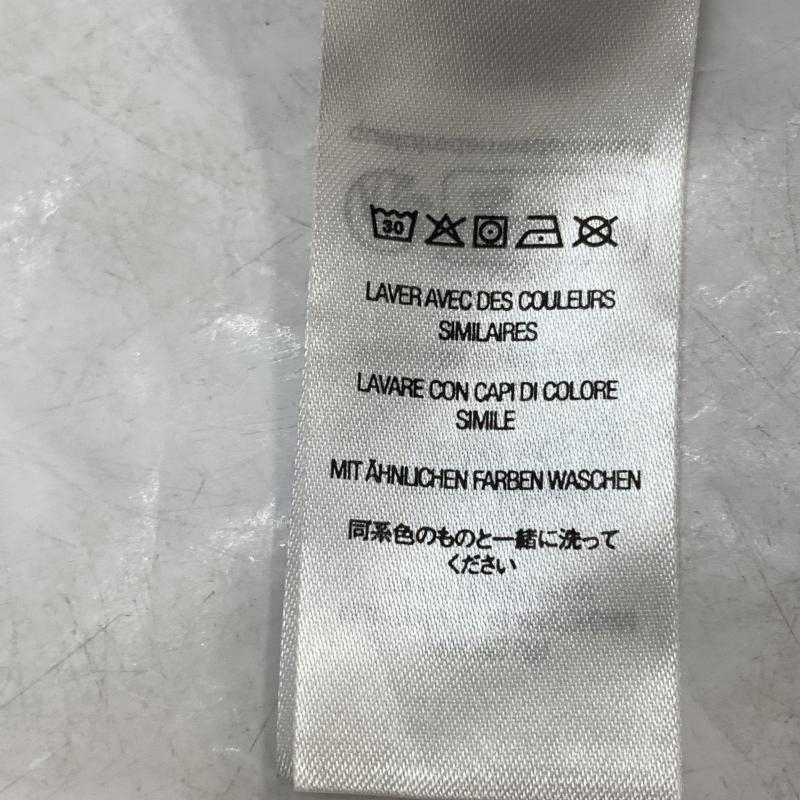 30
LAVER AVEC DES COULEURS
SIMILAIRES
LAVARE CON CAPI DI COLORE
SIMILE
MIT ÄHNLICHEN FARBEN WASCHEN
同系色のものと一緒に洗って
ください